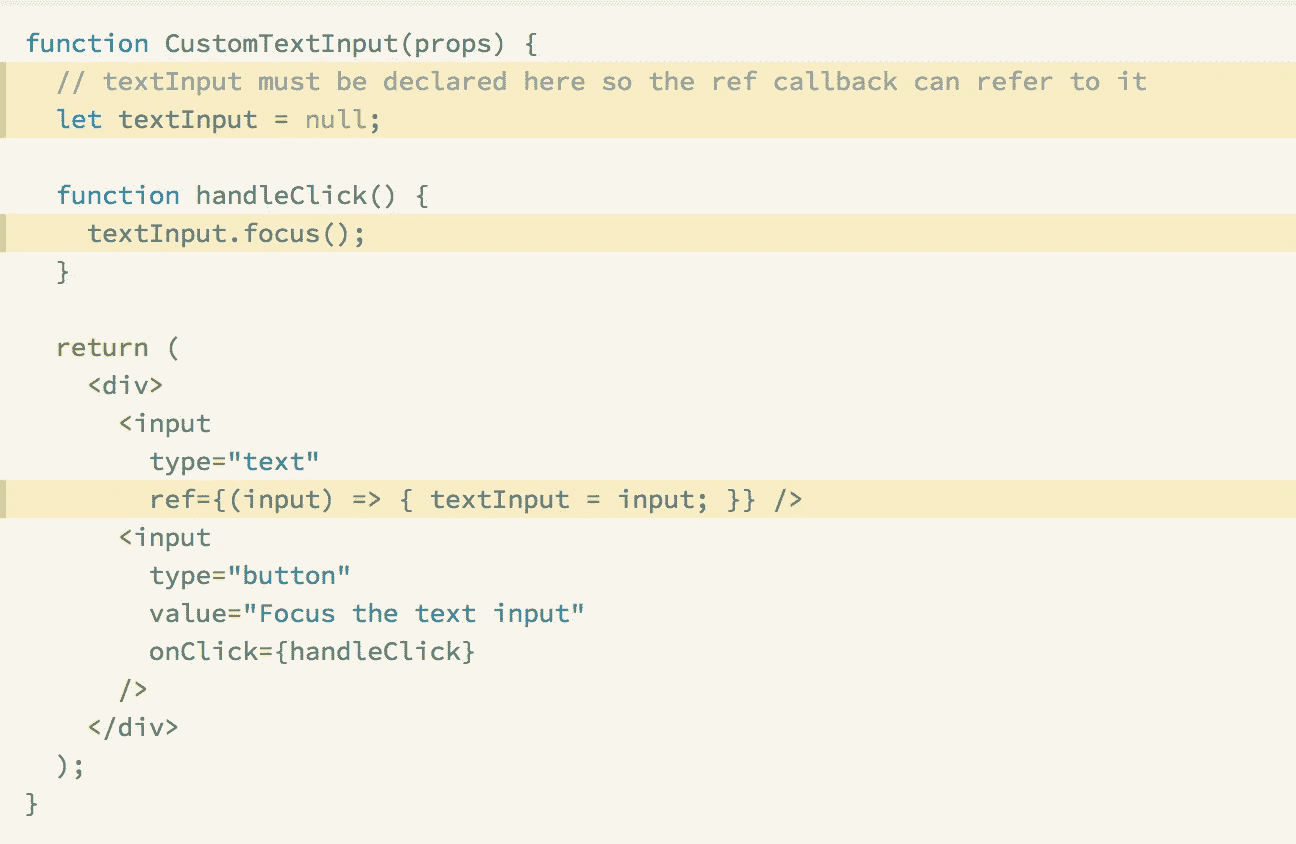 function CustomTextInput(props) {
  // textInput must be declared here so the ref callback can refer to it
  let textInput = null;

  function handleClick() {
    textInput.focus();
  }

  return (
    <div>
      <input
        type="text"
        ref={(input) => { textInput = input; }} />
      <input
        type="button"
        value="Focus the text input"
        onClick={handleClick}
      />
    </div>
  );
}